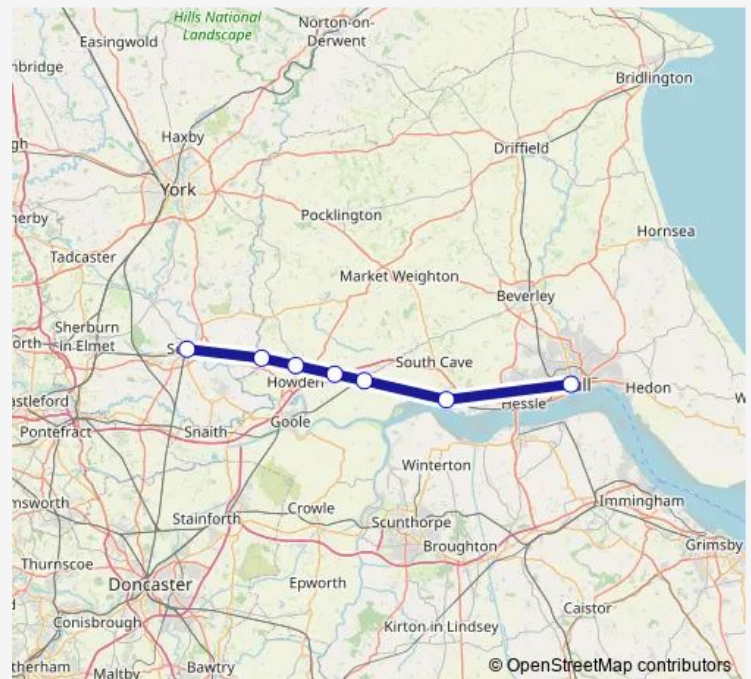 Hills National
Landscape
Norton-on-
Derwent
Easingwold
nbridge
Bridlington
Haxby
gh
Driffield
York
herby
Pocklington
Hornsea
Tadcaster
Market Weighton
Beverley
Sherburn
in Elmet
orth
S
South Cave
Howden
Hedon
ll
W
astleford
Hessle
Goole
Pontefract
Snaith
Winterton
msworth
Crowle
Immingham
Stainforth
Scunthorpe
Broughton
Grimsby
Thurnscoe
Doncaster
Epworth
Caistor
Conisbrough
Kirton in Lindsey
therham
Maltby
Bawtry
© OpenStreetMap contributors